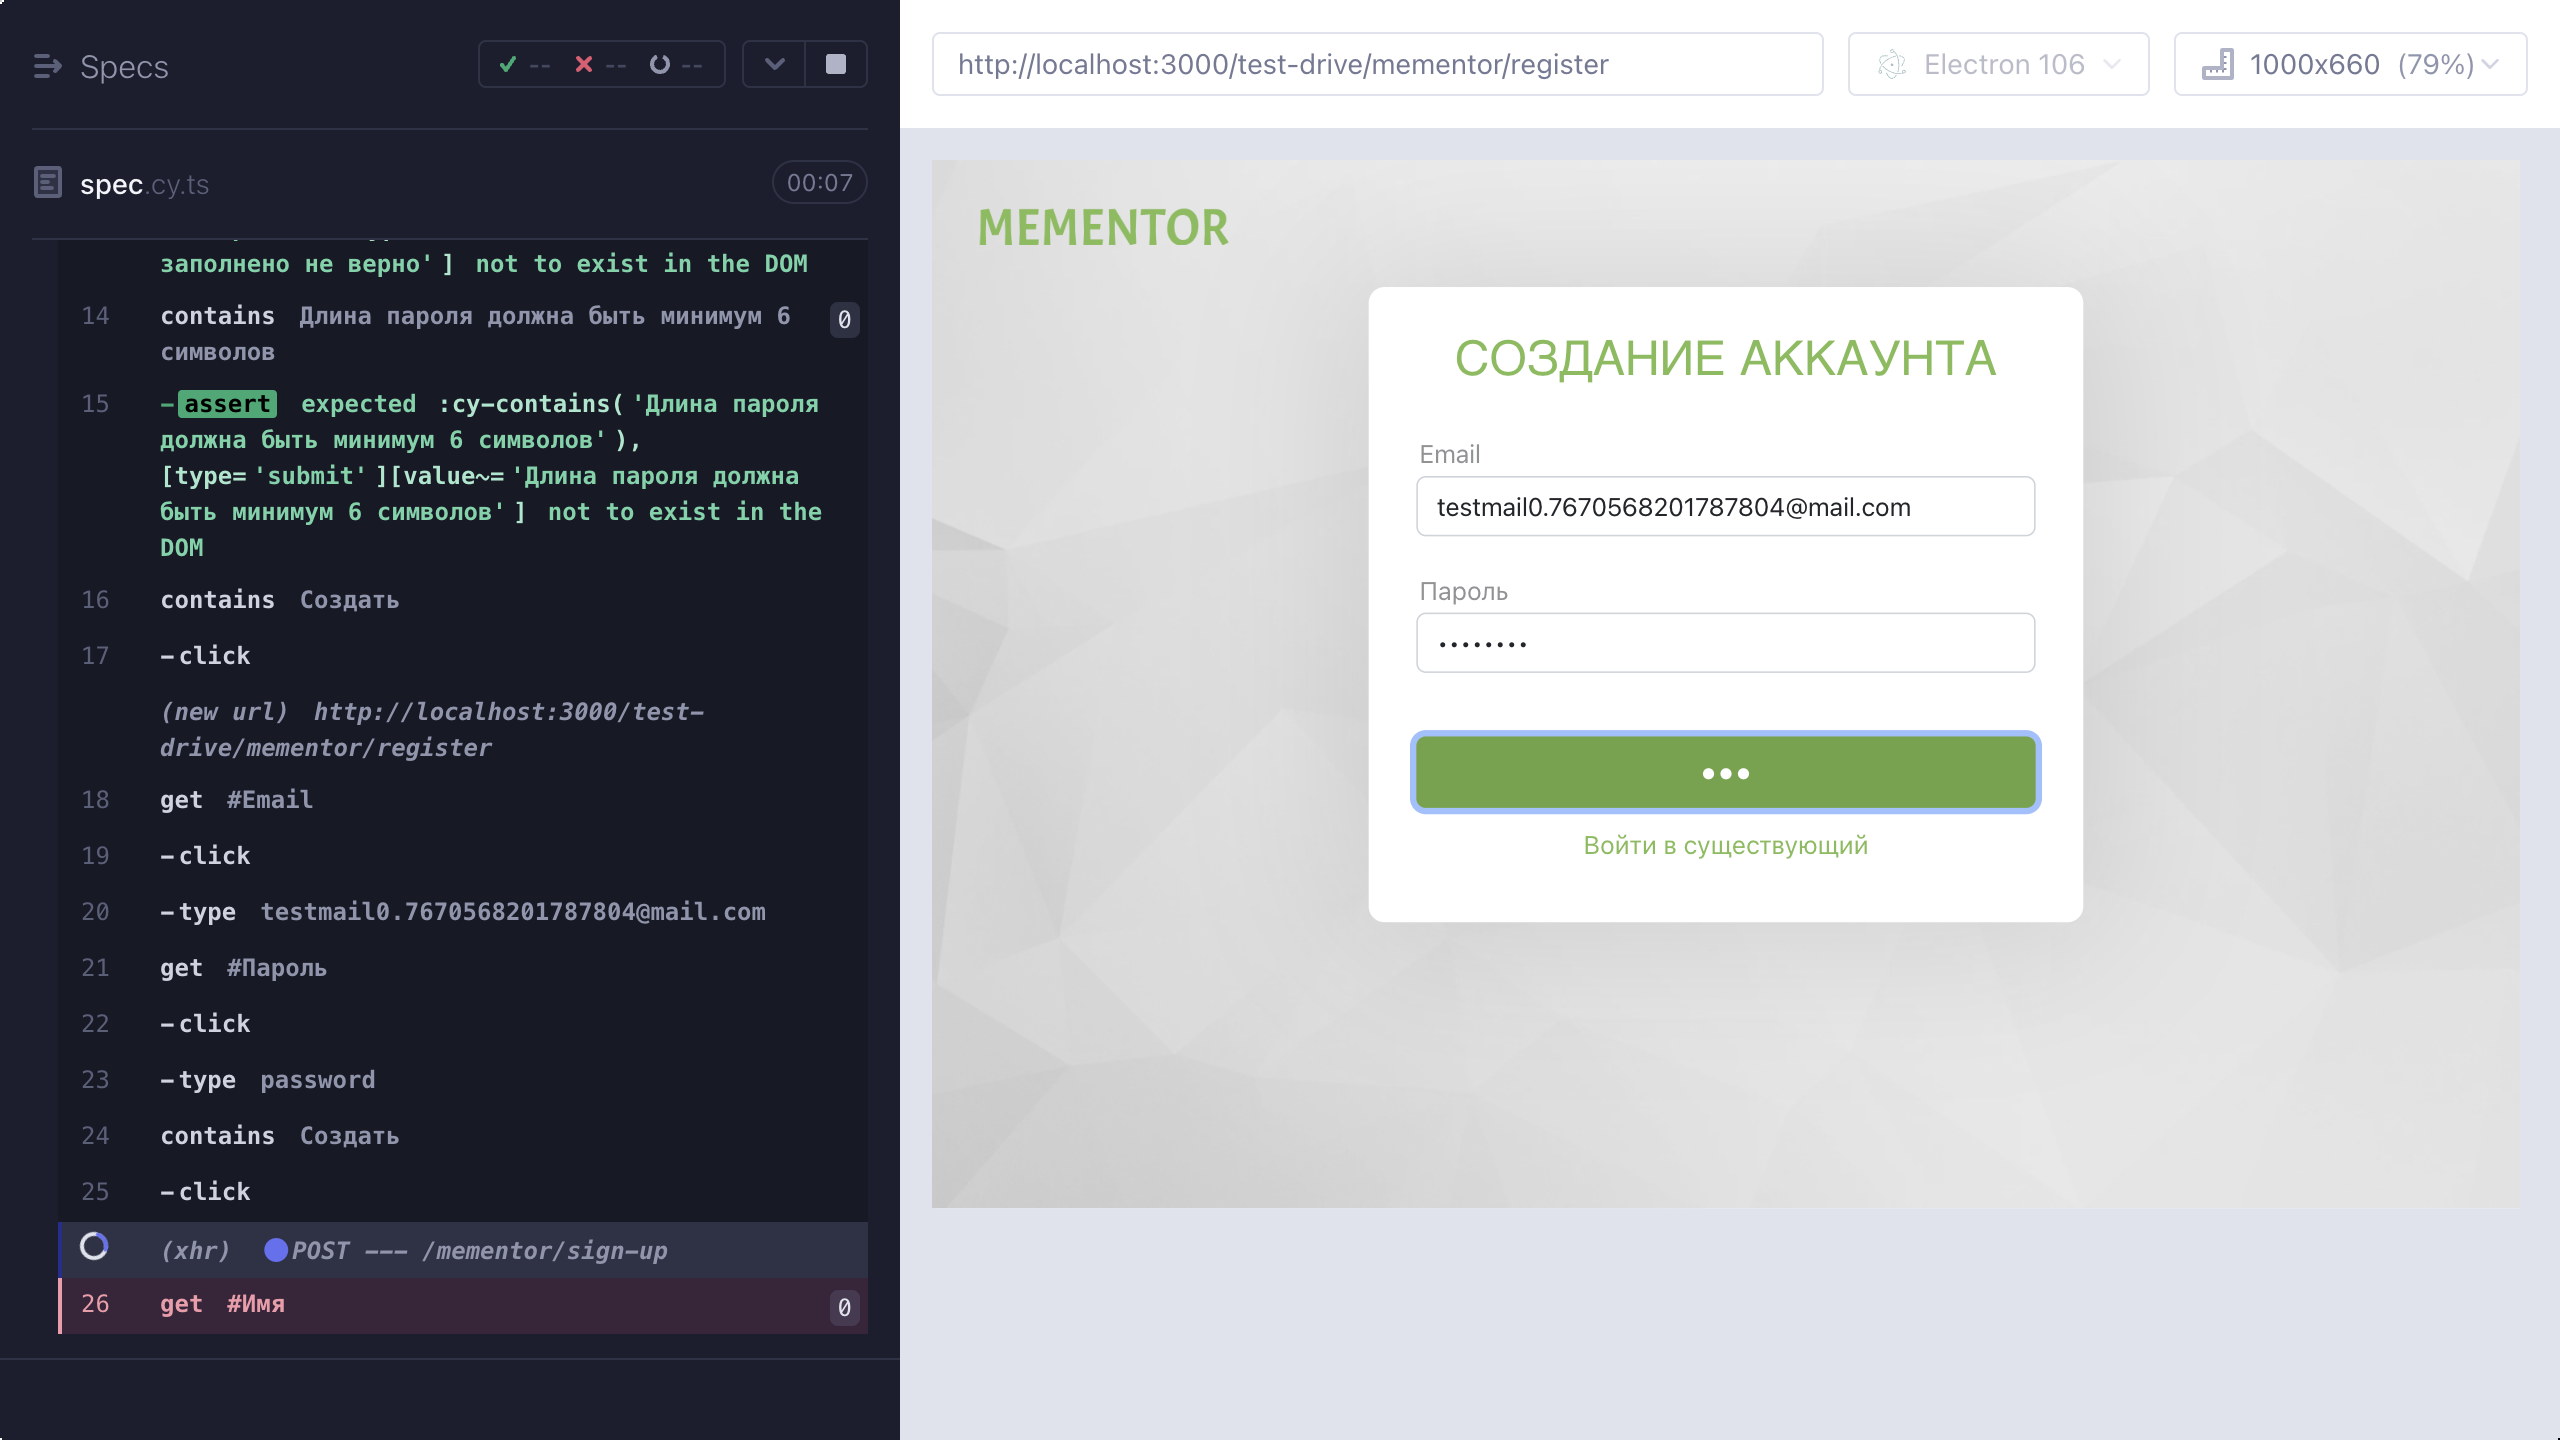 Specs
-- -- --
spec.cy.ts
00:07
заполнено не верно'] not to exist in the DOM
14 contains Длина пароля должна быть минимум 6 0
символов
15 -assert expected :cy-contains('Длина пароля
должна быть минимум 6 символов'),
[type='submit'][value~='Длина пароля должна
быть минимум 6 символов'] not to exist in the
DOM
16 contains Создать
17 -click
(new url) http://localhost:3000/test-
drive/mementor/register
18 get #Email
19 -click
20 -type testmail0.7670568201787804@mail.com
21 get #Пароль
22 -click
23 -type password
24 contains Создать
25 -click
(xhr) POST --- /mementor/sign-up
26 get #Имя 0
http://localhost:3000/test-drive/mementor/register
Electron 106
1000x660 (79%)
MEMENTOR
СОЗДАНИЕ АККАУНТА
Email
testmail0.7670568201787804@mail.com
Пароль
••••••••
Войти в существующий